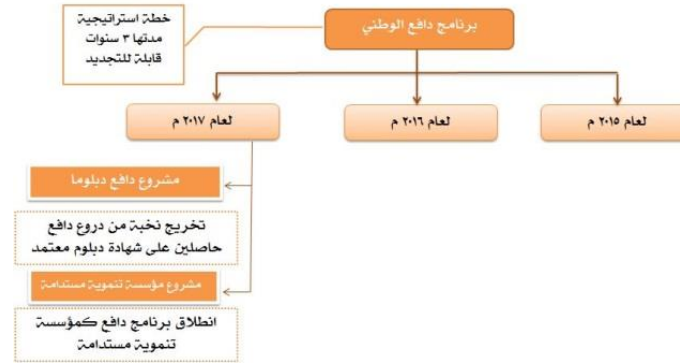 برنامج دافع الوطني
خطة استراتيجية
مدتها ٣ سنوات
قابلة للتجديد
لعام ٢٠١٥ م
لعام ٢٠١٦ م
لعام ٢٠١٧ م
مشروع دافع دبلوما
تخريج نخبة من دروع دافع
حاصلين على شهادة دبلوم معتمد
مشروع مؤسسة تنموية مستدامة
انطلاق برنامج دافع كمؤسسة
تنموية مستدامة